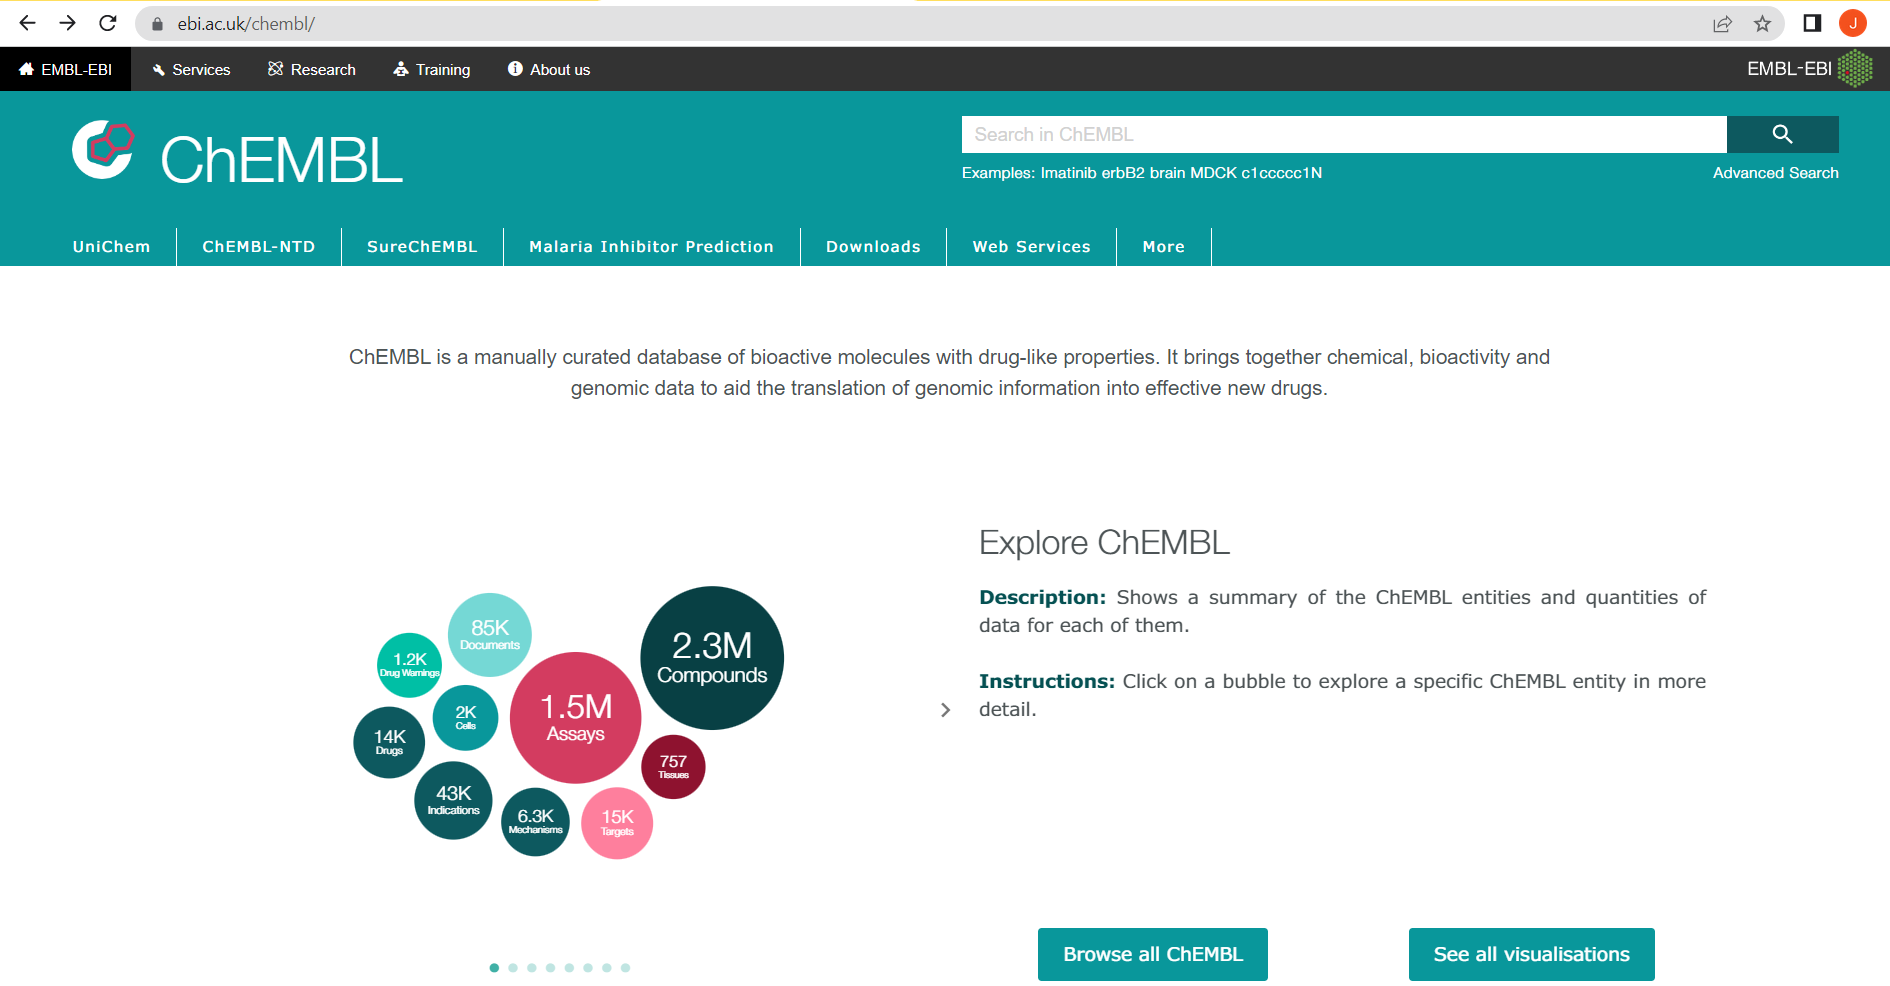 ebi.ac.uk/chembl/
J
EMBL-EBI Services Research Training About us
EMBL-EBI
ChEMBL
Search in ChEMBL
Examples: Imatinib erbB2 brain MDCK c1ccccc1N
Advanced Search
UniChem ChEMBL-NTD SureChEMBL Malaria Inhibitor Prediction Downloads Web Services More
ChEMBL is a manually curated database of bioactive molecules with drug-like properties. It brings together chemical, bioactivity and
genomic data to aid the translation of genomic information into effective new drugs.
85K
Documents
2.3M
Compounds
1.2K
Drug Warnings
2K
Cells
1.5M
Assays
14K
Drugs
757
Tissues
43K
Indications
6.3K
Mechanisms
15K
Targets
Explore ChEMBL
Description: Shows a summary of the ChEMBL entities and quantities of
data for each of them.
Instructions: Click on a bubble to explore a specific ChEMBL entity in more
detail.
Browse all ChEMBL
See all visualisations